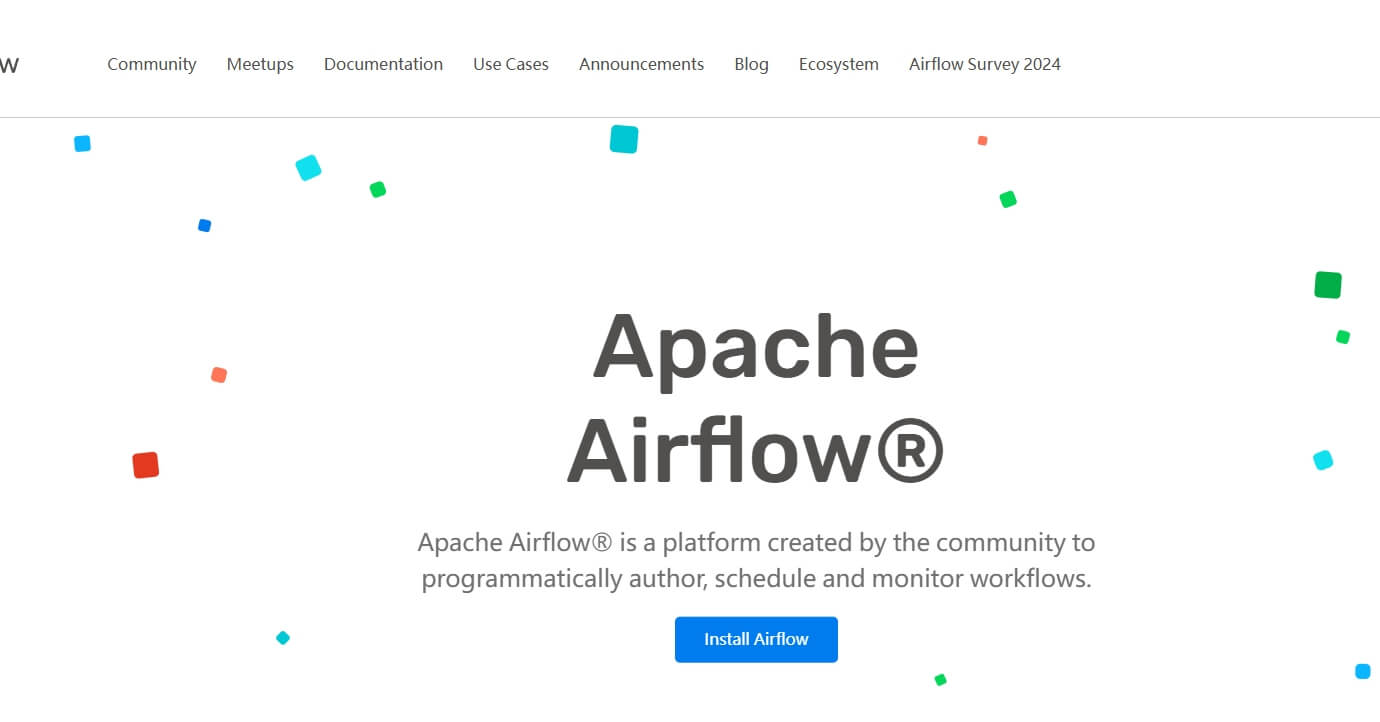 w
Community Meetups Documentation Use Cases Announcements Blog Ecosystem Airflow Survey 2024
Apache
Airflow®
Apache Airflow® is a platform created by the community to
programmatically author, schedule and monitor workflows.
Install Airflow